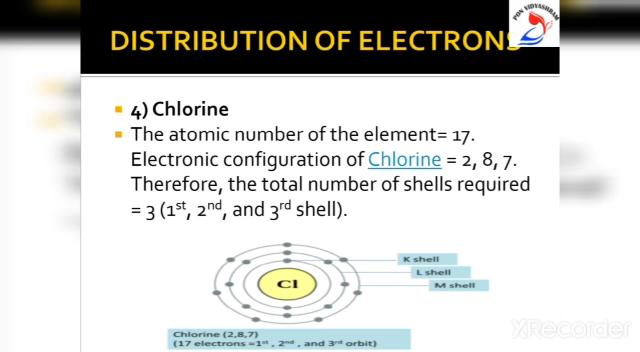 PON VIDYASHRAM
DISTRIBUTION OF ELECTRONS
4) Chlorine
The atomic number of the element= 17.
Electronic configuration of Chlorine = 2, 8, 7.
Therefore, the total number of shells required
= 3 (1st, 2nd, and 3rd shell).
K shell
L shell
M shell
Cl
Chlorine (2,8,7)
(17 electrons =1st, 2nd, and 3rd orbit)
XRecorder